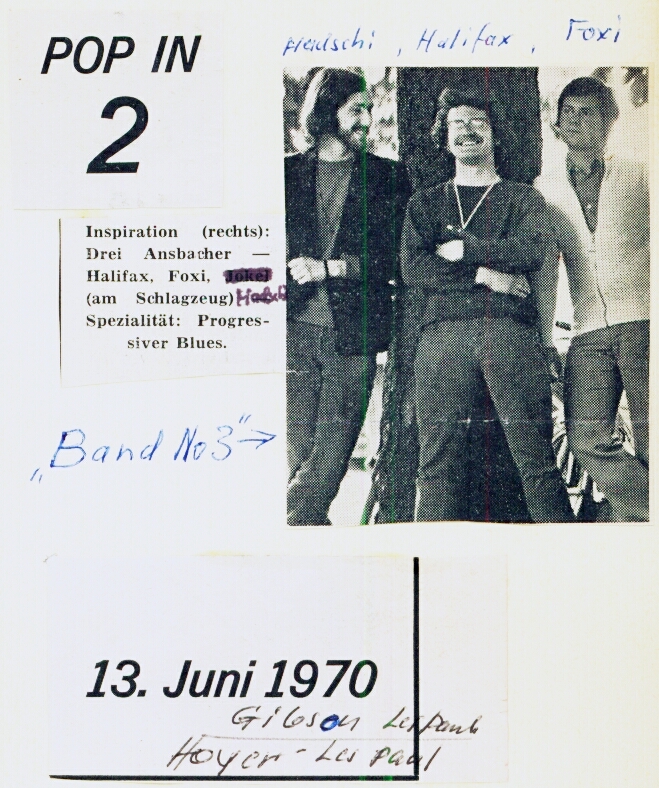 POP IN
2
Halifax, Foxi
Inspiration (rechts):
Drei Ansbacher —
Halifax, Foxi,
(am Schlagzeug)
Spezialität: Progres-
siver Blues.
„Band No3"→
13. Juni 1970
Gibson Les Paul
Hoyer-Les Paul